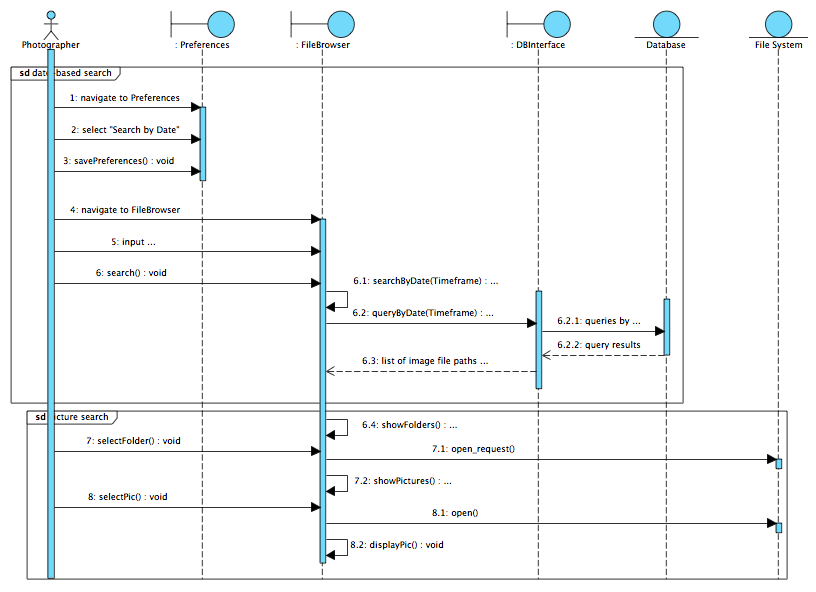 Photographer
: Preferences
: FileBrowser
: DBInterface
Database
File System
sd date-based search
1: navigate to Preferences
2: select "Search by Date"
3: savePreferences() : void
4: navigate to FileBrowser
5: input ...
6: search() : void
6.1: searchByDate(Timeframe) : ...
6.2: queryByDate(Timeframe) : ...
6.2.1: queries by ...
6.2.2: query results
6.3: list of image file paths ...
sd picture search
6.4: showFolders() : ...
7: selectFolder() : void
7.1: open_request()
7.2: showPictures() : ...
8: selectPic() : void
8.1: open()
8.2: displayPic() : void